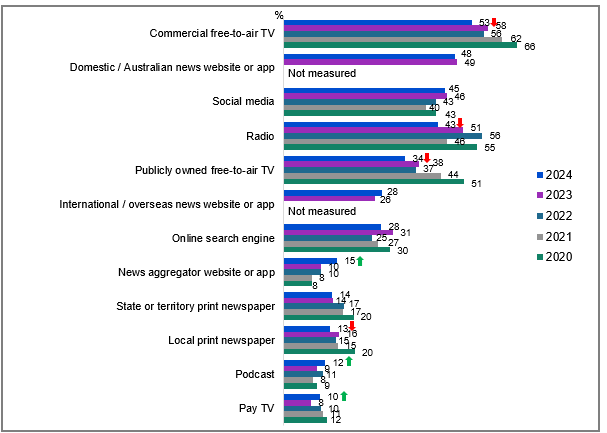 %
Commercial free-to-air TV 53 58 56 62 66
Domestic / Australian news website or app 48 49
Not measured
Social media 45 46 43 40 43
Radio 43 51 56 46 55
Publicly owned free-to-air TV 34 38 37 44 51
International / overseas news website or app 28 26
Not measured
Online search engine 28 31 25 27 30
News aggregator website or app 15 10 10 8 8
State or territory print newspaper 14 14 17 17 20
Local print newspaper 13 16 15 15 20
Podcast 12 9 11 8 9
Pay TV 10 8 10 11 12
2024
2023
2022
2021
2020